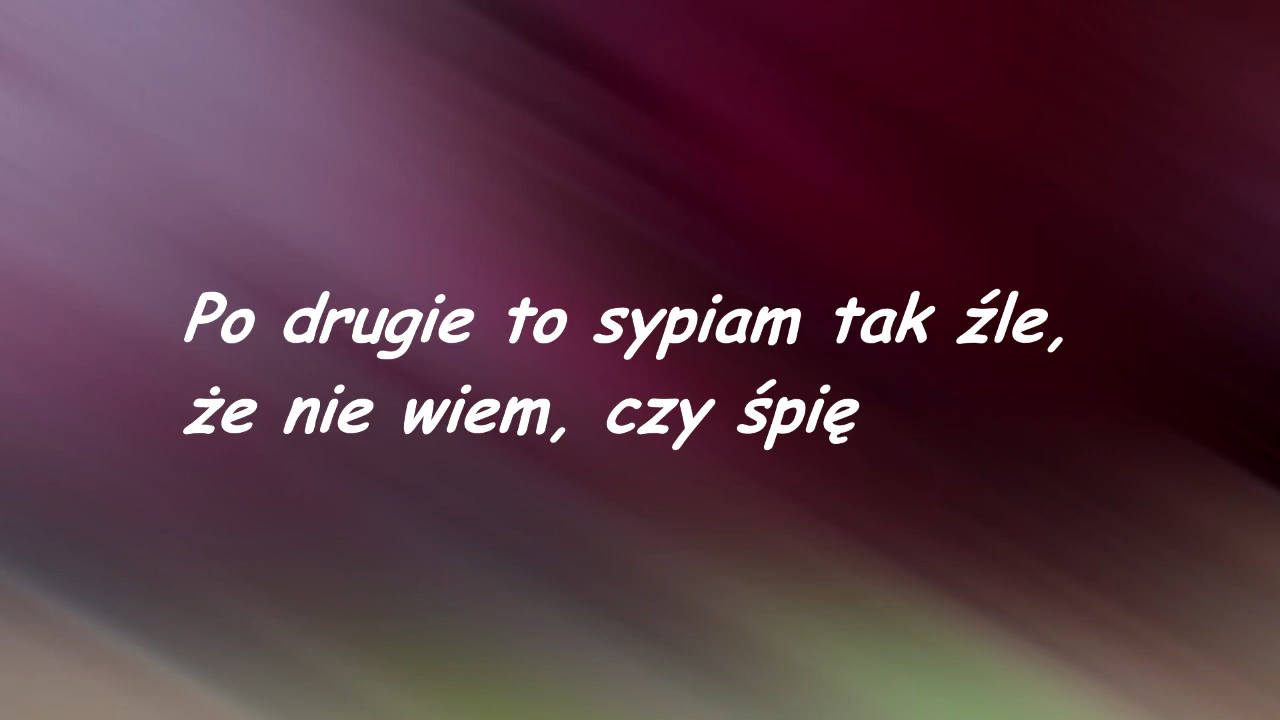 Po drugie to sypiam tak źle,
że nie wiem, czy śpię